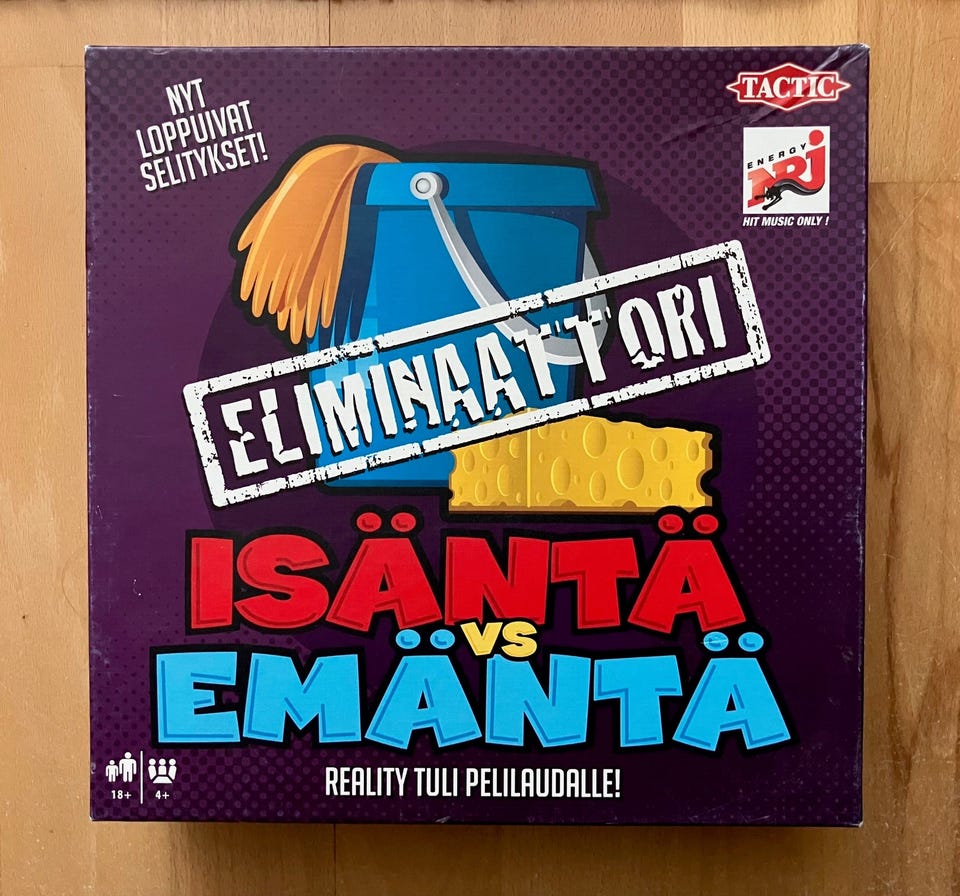 NYT
LOPPUIVAT
SELITYKSET!
TACTIC
ENERGY
NRJ
HIT MUSIC ONLY !
ELIMINAATTORI
ISÄNTÄ
VS
EMÄNTÄ
18+
4+
REALITY TULI PELILAUDALLE!